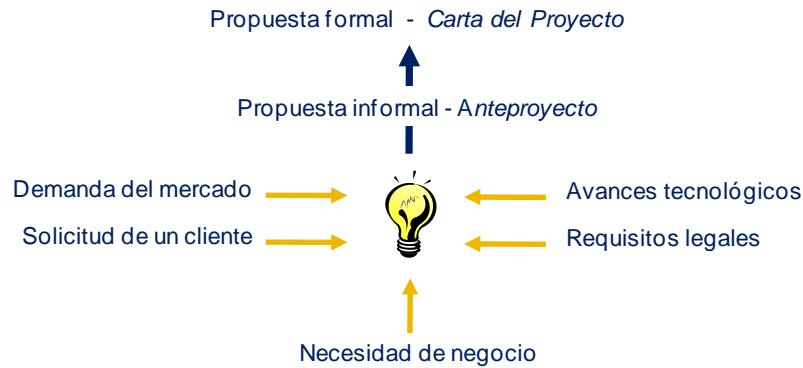 Propuesta formal - Carta del Proyecto
Propuesta informal - Anteproyecto
Demanda del mercado
Avances tecnológicos
Solicitud de un cliente
Requisitos legales
Necesidad de negocio